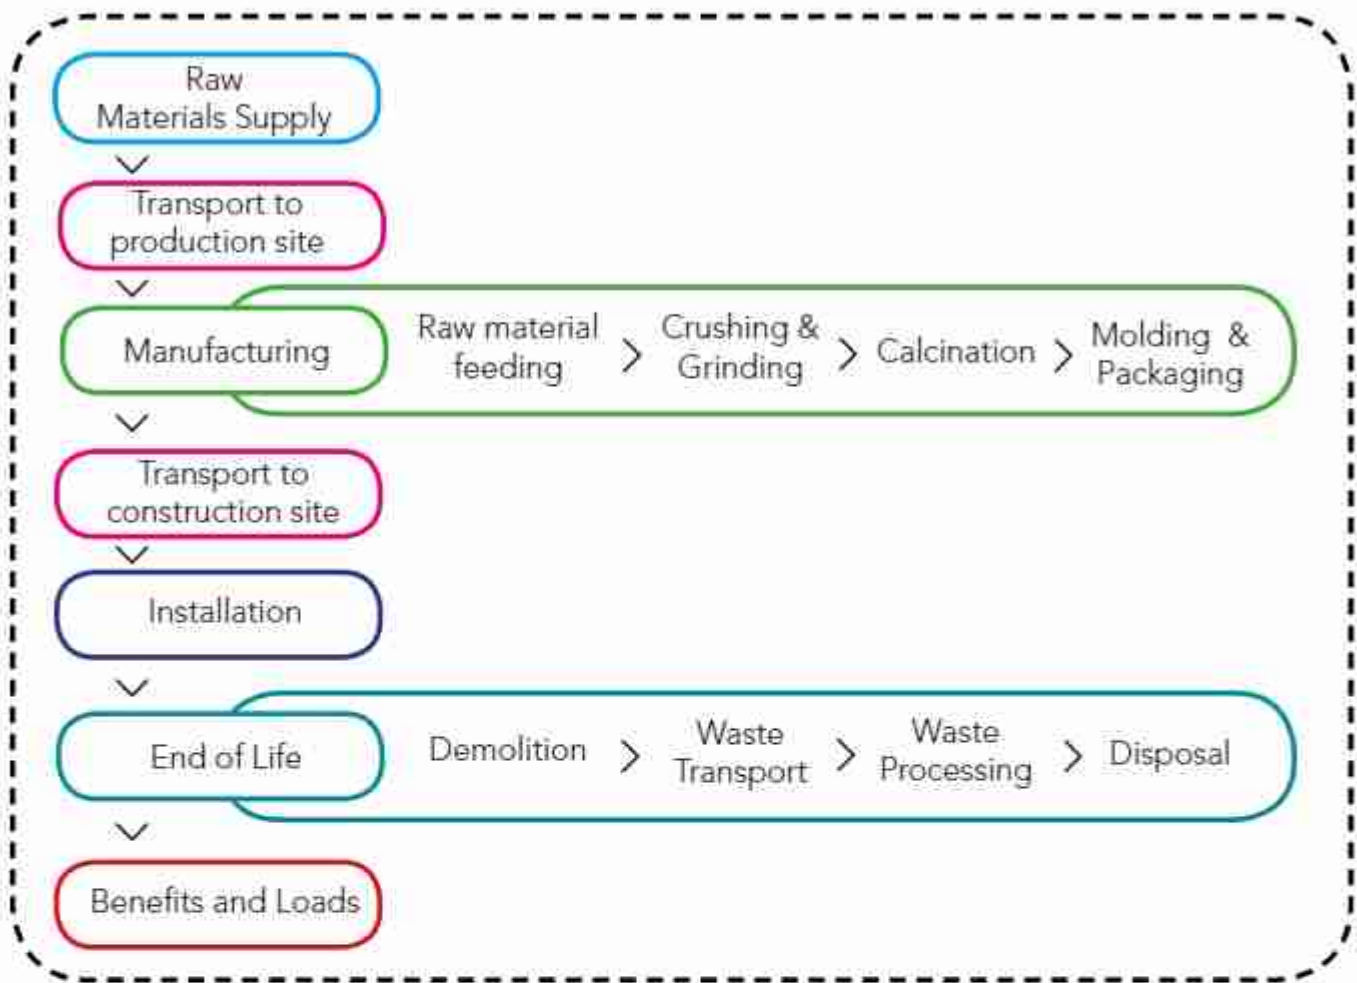 Raw
Materials Supply
Transport to
production site
Manufacturing
Raw material
feeding
>
Crushing &
Grinding
>
Calcination
>
Molding &
Packaging
Transport to
construction site
Installation
End of Life
Demolition
>
Waste
Transport
>
Waste
Processing
>
Disposal
Benefits and Loads